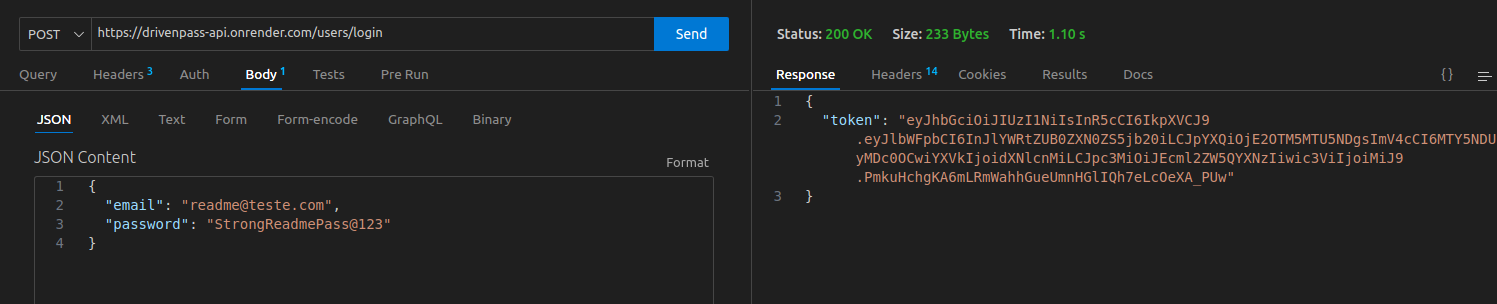 POST https://drivenpass-api.onrender.com/users/login Send
Query Headers 3 Auth Body 1 Tests Pre Run
JSON XML Text Form Form-encode GraphQL Binary
JSON Content Format
1 {
2 "email": "readme@teste.com",
3 "password": "StrongReadmePass@123"
4 }
Status: 200 OK Size: 233 Bytes Time: 1.10 s
Response Headers 14 Cookies Results Docs {}
1 {
2 "token": "eyJhbGciOiJIUzI1NiIsInR5cCI6IkpXVCJ9
.eyJlbWFpbCI6InJlYWRtZUB0ZXN0ZS5jb20iLCJpYXQiOjE2OTM5MTU5NDgsImV4cCI6MTY5NDU
yMDc0OCwiYXVkIjoidXNlcnMiLCJpc3MiOiJEcml2ZW5QYXNzIiwic3ViIjoiMiJ9
.PmkuHchgKA6mLRmWahhGueUmnHGlIQh7eLcOeXA_PUw"
3 }